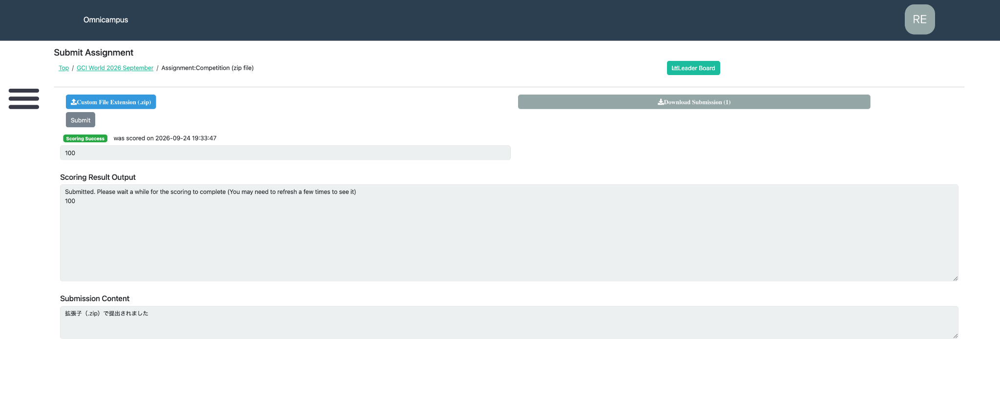 Omnicampus
RE
Submit Assignment
Top / GCI World 2026 September / Assignment:Competition (zip file)
Leader Board
Custom File Extension (.zip)
Download Submission (1)
Submit
Scoring Success was scored on 2026-09-24 19:33:47
100
Scoring Result Output
Submitted. Please wait a while for the scoring to complete (You may need to refresh a few times to see it)
100
Submission Content
拡張子（.zip）で提出されました